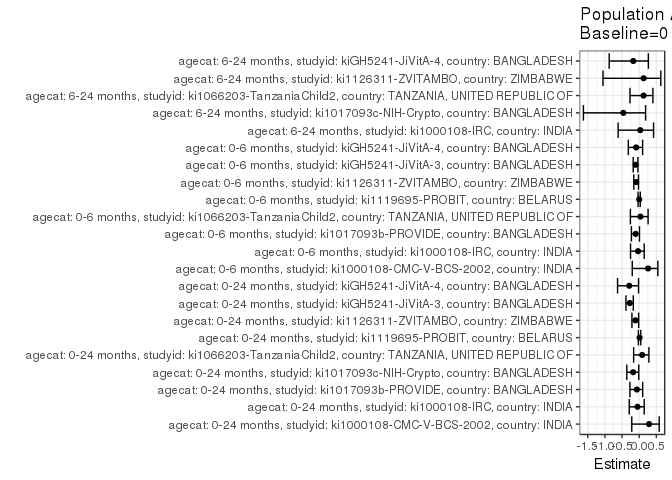 Population
Baseline=0
agecat: 6-24 months, studyid: kiGH5241-JiVitA-4, country: BANGLADESH
agecat: 6-24 months, studyid: ki1126311-ZVITAMBO, country: ZIMBABWE
agecat: 6-24 months, studyid: ki1066203-TanzaniaChild2, country: TANZANIA, UNITED REPUBLIC OF
agecat: 6-24 months, studyid: ki1017093c-NIH-Crypto, country: BANGLADESH
agecat: 6-24 months, studyid: ki1000108-IRC, country: INDIA
agecat: 0-6 months, studyid: kiGH5241-JiVitA-4, country: BANGLADESH
agecat: 0-6 months, studyid: kiGH5241-JiVitA-3, country: BANGLADESH
agecat: 0-6 months, studyid: ki1126311-ZVITAMBO, country: ZIMBABWE
agecat: 0-6 months, studyid: ki1119695-PROBIT, country: BELARUS
agecat: 0-6 months, studyid: ki1066203-TanzaniaChild2, country: TANZANIA, UNITED REPUBLIC OF
agecat: 0-6 months, studyid: ki1017093b-PROVIDE, country: BANGLADESH
agecat: 0-6 months, studyid: ki1000108-IRC, country: INDIA
agecat: 0-6 months, studyid: ki1000108-CMC-V-BCS-2002, country: INDIA
agecat: 0-24 months, studyid: kiGH5241-JiVitA-4, country: BANGLADESH
agecat: 0-24 months, studyid: kiGH5241-JiVitA-3, country: BANGLADESH
agecat: 0-24 months, studyid: ki1126311-ZVITAMBO, country: ZIMBABWE
agecat: 0-24 months, studyid: ki1119695-PROBIT, country: BELARUS
agecat: 0-24 months, studyid: ki1066203-TanzaniaChild2, country: TANZANIA, UNITED REPUBLIC OF
agecat: 0-24 months, studyid: ki1017093c-NIH-Crypto, country: BANGLADESH
agecat: 0-24 months, studyid: ki1017093b-PROVIDE, country: BANGLADESH
agecat: 0-24 months, studyid: ki1000108-IRC, country: INDIA
agecat: 0-24 months, studyid: ki1000108-CMC-V-BCS-2002, country: INDIA
-1.5 -1.0 -0.5 0.0 0.5
Estimate